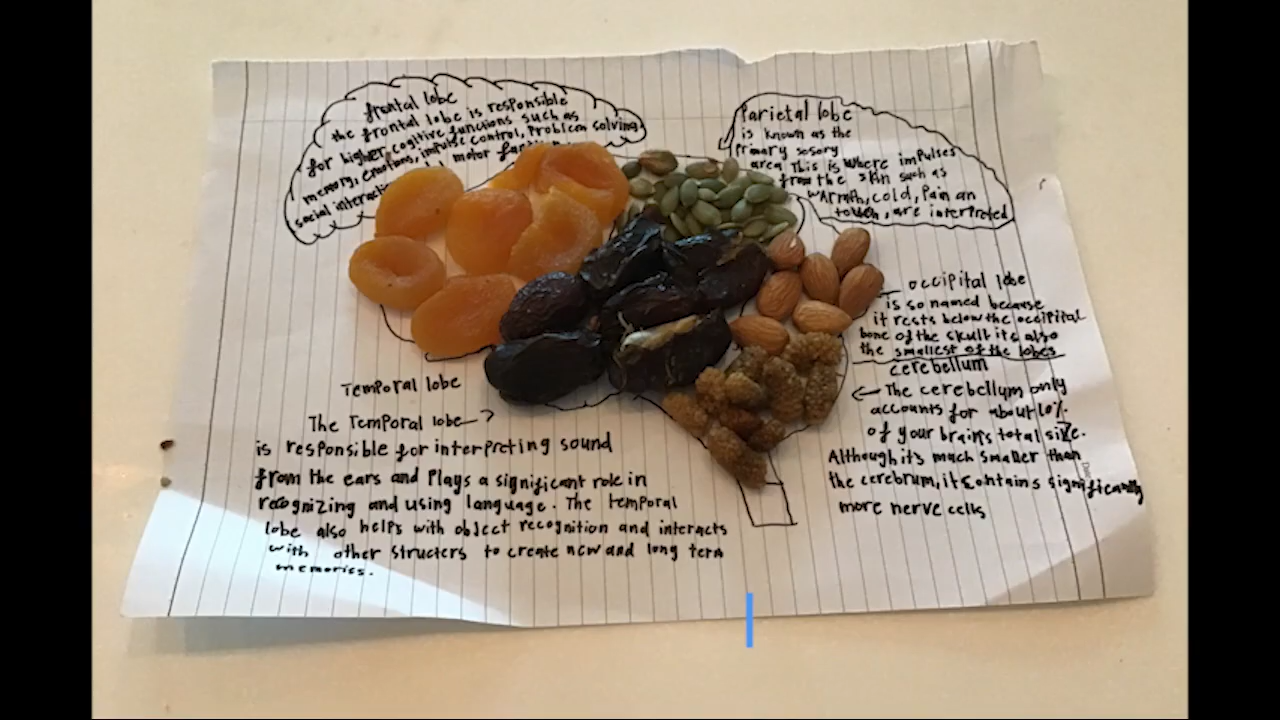 frontal lobe
the frontal lobe is responsible
for higher cogitive functions such as
memory, emotions, impulse control, Problem solving,
social interaction motor
Parietal lobe
is known as the
Primary sosory
area This is where impulses
from the skin such as
warmth, cold, Pain an
touch, are interpreted
occipital lobe
is so named because
it rests below the occipital
bone of the skull its also
the smallest of the lobes
cerebellum
The cerebellum only
accounts for about 10%.
of your brain's total size.
Although it's much smaller than
the cerebrum, it contains significantly
more nerve cells
Temporal lobe
The Temporal lobe
is responsible for interpreting sound
from the ears and Plays a significant role in
recognizing and using language. The temporal
lobe also helps with object recognition and interacts
with other structers to create new and long term
memories.